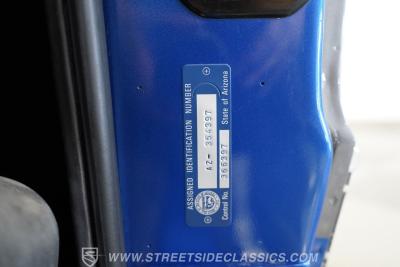 ASSIGNED IDENTIFICATION NUMBER
AZ- 354397
State of Arizona
Control No. 366397
WWW.STREETSIDECLASSICS.COM